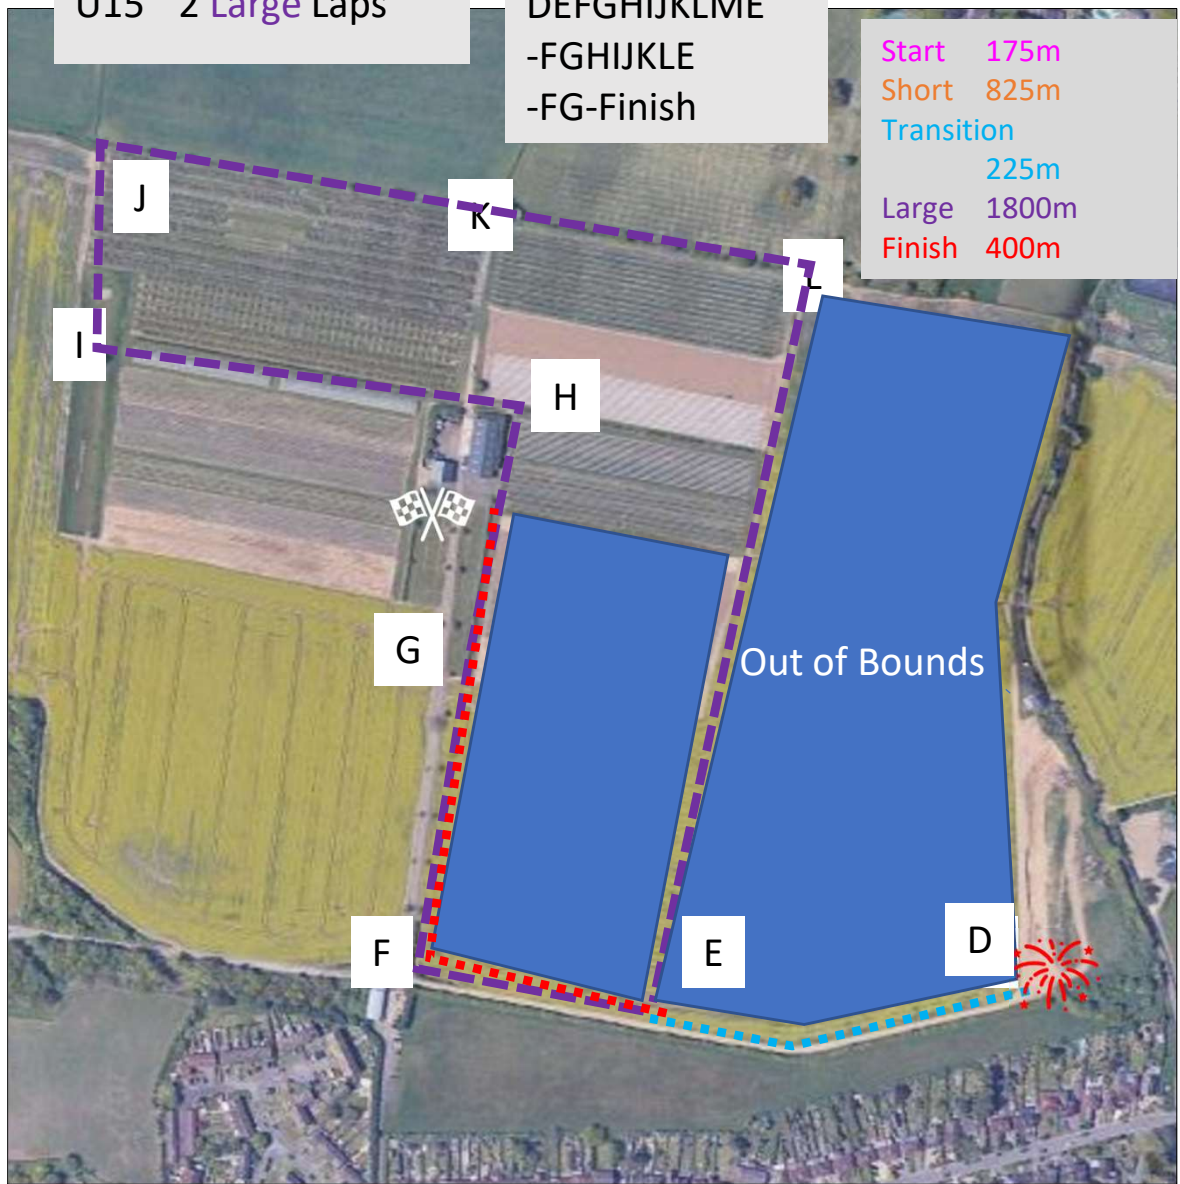 U15 2 Large Laps
DEFGHIJKLME
-FGHIJKLE
-FG-Finish
Start 175m
Short 825m
Transition
225m
Large 1800m
Finish 400m
J
K
L
I
H
G
Out of Bounds
F
E
D